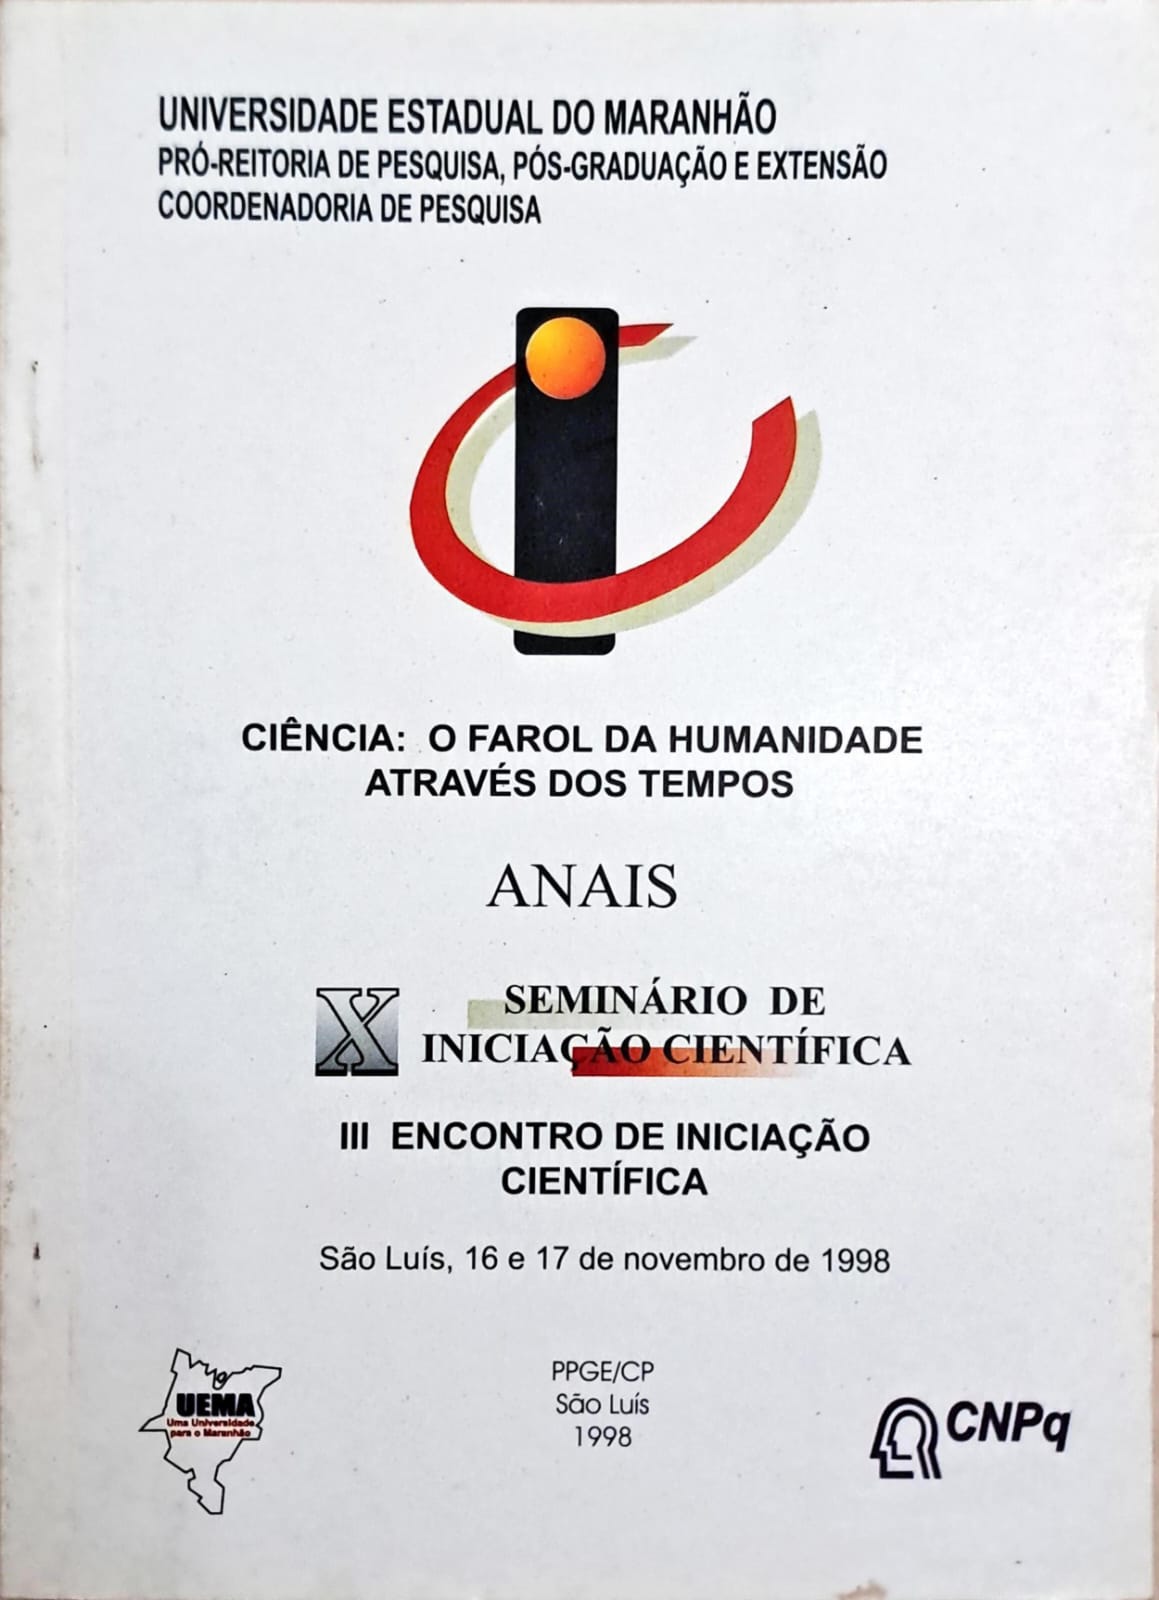 UNIVERSIDADE ESTADUAL DO MARANHÃO
PRÓ-REITORIA DE PESQUISA, PÓS-GRADUAÇÃO E EXTENSÃO
COORDENADORIA DE PESQUISA
CIÊNCIA: O FAROL DA HUMANIDADE
ATRAVÉS DOS TEMPOS
ANAIS
X SEMINÁRIO DE
INICIAÇÃO CIENTÍFICA
III ENCONTRO DE INICIAÇÃO
CIENTÍFICA
São Luís, 16 e 17 de novembro de 1998
UEMA
Uma Universidade
para o Maranhão
PPGE/CP
São Luís
1998
CNPq